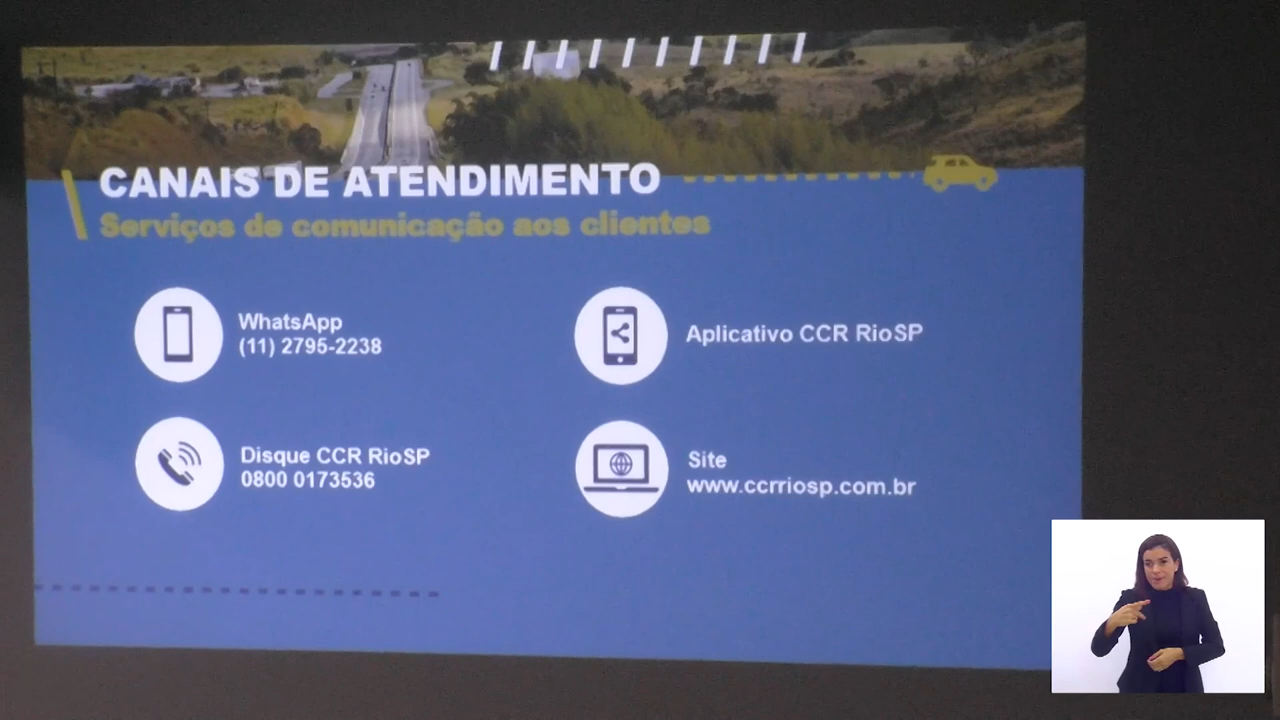 CANAIS DE ATENDIMENTO
Serviços de comunicação aos clientes
WhatsApp
(11) 2795-2238
Aplicativo CCR RioSP
Disque CCR RioSP
0800 0173536
Site
www.ccrriosp.com.br